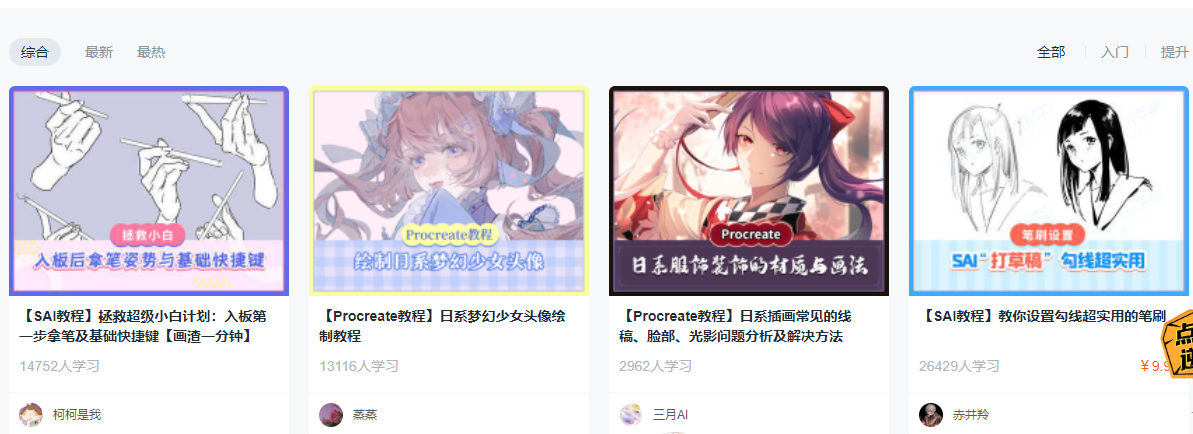 综合 最新 最热 全部 入门 提升
拯救小白
入板后拿笔姿势与基础快捷键
【SAI教程】拯救超级小白计划：入板第
一步拿笔及基础快捷键【画渣一分钟】
14752人学习
柯柯是我
Procreate教程
绘制日系梦幻少女头像
【Procreate教程】日系梦幻少女头像绘
制教程
13116人学习
蒸蒸
Procreate
日系服饰装饰的材质与画法
【Procreate教程】日系插画常见的线
稿、脸部、光影问题分析及解决方法
2962人学习
三月AI
笔刷设置
SAI“打草稿”勾线超实用
【SAI教程】教你设置勾线超实用的笔刷
26429人学习
￥9.9
赤井羚
点